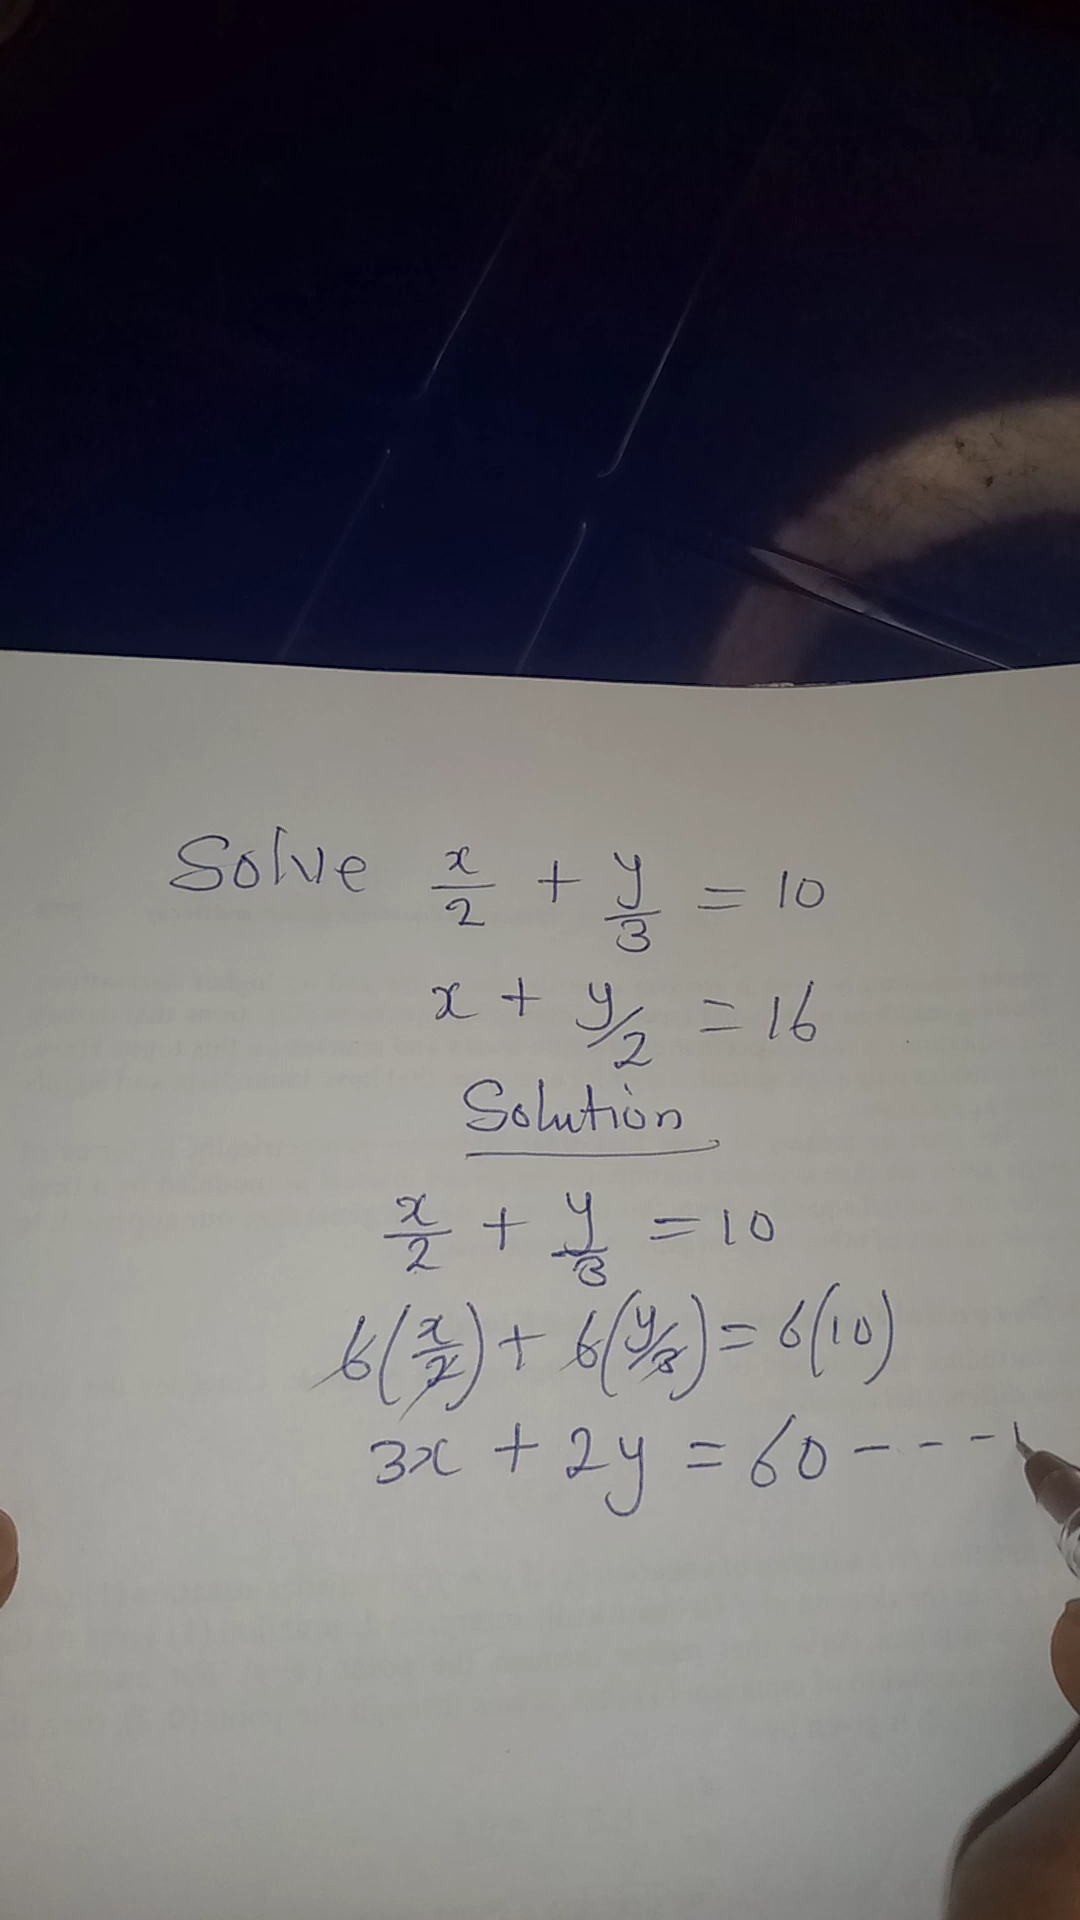 Solve x/2 + y/3 = 10
x + y/2 = 16
Solution
x/2 + y/3 = 10
6(x/2) + 6(y/3) = 6(10)
3x + 2y = 60 - - - 1